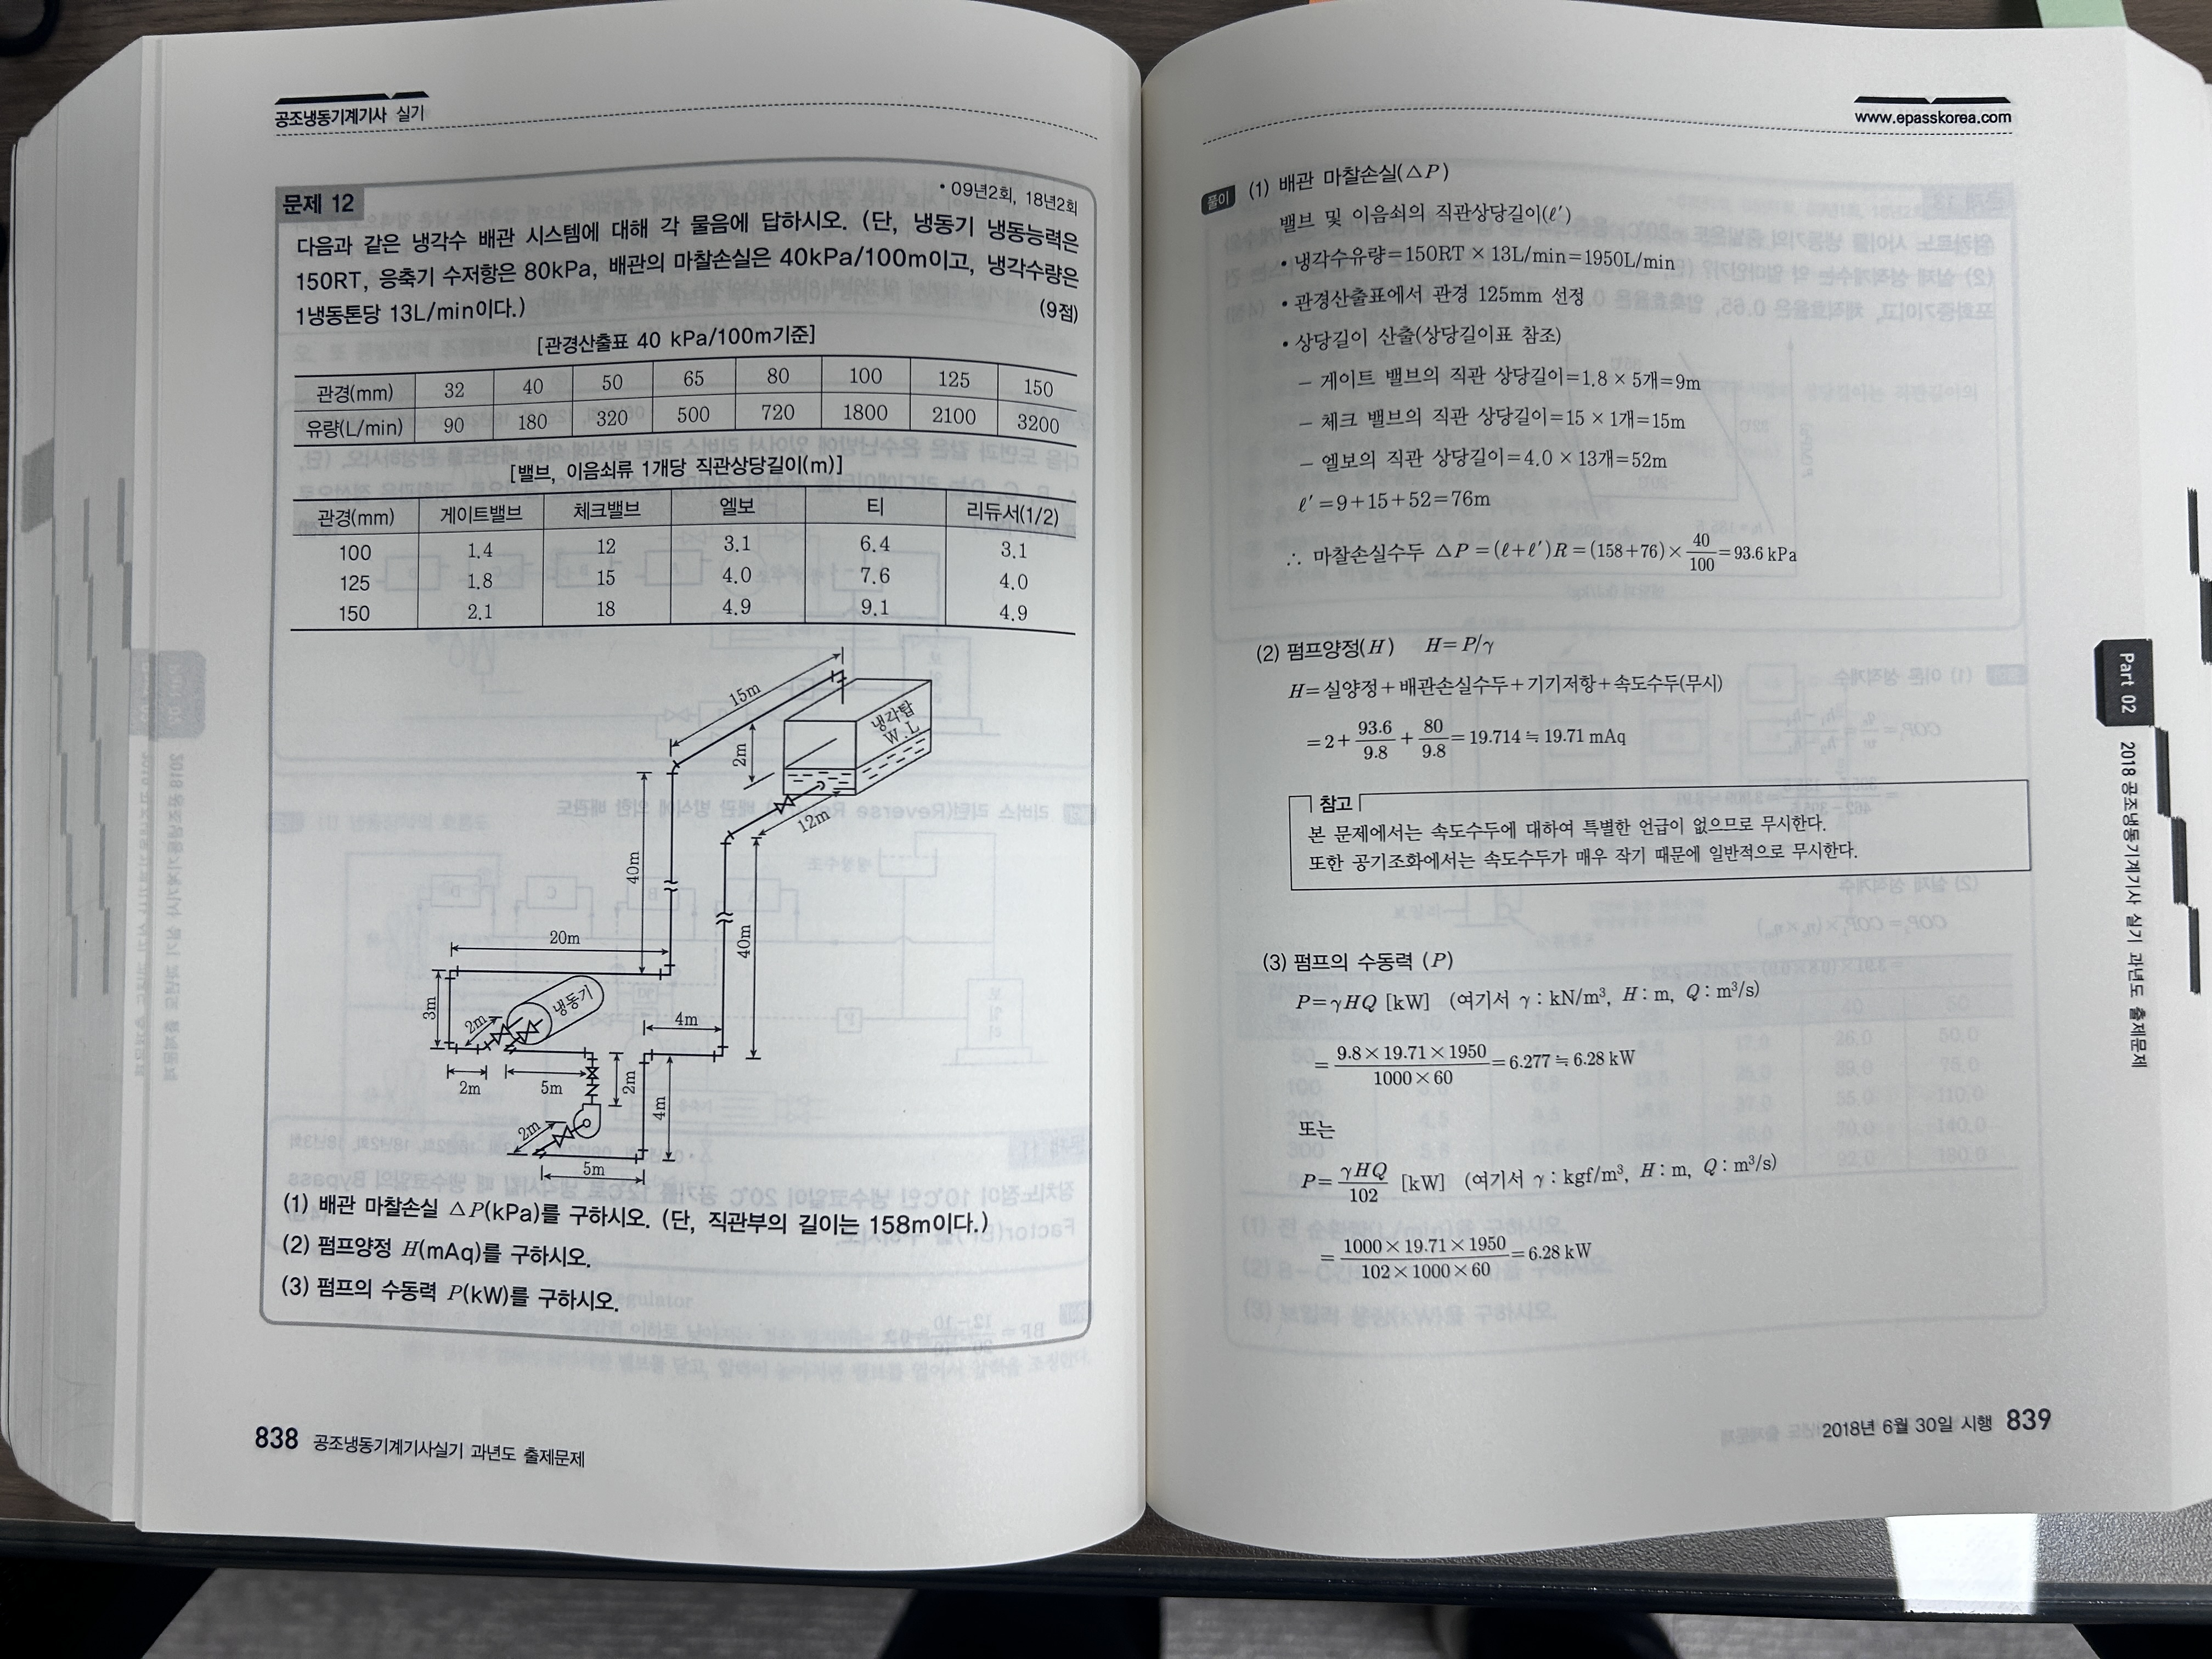 공조냉동기계기사 실기
문제 12
• 09년2회, 18년2회
다음과 같은 냉각수 배관 시스템에 대해 각 물음에 답하시오. (단, 냉동기 냉동능력은
150RT, 응축기 수저항은 80kPa, 배관의 마찰손실은 40kPa/100m이고, 냉각수량은
1냉동톤당 13L/min이다.) (9점)
[관경산출표 40 kPa/100m기준]
관경(mm) 32 40 50 65 80 100 125 150
유량(L/min) 90 180 320 500 720 1800 2100 3200
[밸브, 이음쇠류 1개당 직관상당길이(m)]
관경(mm) 게이트밸브 체크밸브 엘보 티 리듀서(1/2)
100 1.4 12 3.1 6.4 3.1
125 1.8 15 4.0 7.6 4.0
150 2.1 18 4.9 9.1 4.9
15m
냉각탑
W.L
2m
12m
40m
40m
20m
3m
냉동기
2m
4m
2m
5m
2m
4m
2m
5m
(1) 배관 마찰손실 △P(kPa)를 구하시오. (단, 직관부의 길이는 158m이다.)
(2) 펌프양정 H(mAq)를 구하시오.
(3) 펌프의 수동력 P(kW)를 구하시오.
838 공조냉동기계기사실기 과년도 출제문제
www.epasskorea.com
풀이 (1) 배관 마찰손실(△P)
밸브 및 이음쇠의 직관상당길이(ℓ′)
• 냉각수유량=150RT × 13L/min=1950L/min
• 관경산출표에서 관경 125mm 선정
• 상당길이 산출(상당길이표 참조)
– 게이트 밸브의 직관 상당길이=1.8 × 5개=9m
– 체크 밸브의 직관 상당길이=15 × 1개=15m
– 엘보의 직관 상당길이=4.0 × 13개=52m
ℓ′=9+15+52=76m
∴ 마찰손실수두 △P=(ℓ+ℓ′)R=(158+76)×40/100=93.6kPa
(2) 펌프양정(H) H=P/γ
H=실양정+배관손실수두+기기저항+속도수두(무시)
=2+93.6/9.8+80/9.8=19.714≒19.71 mAq
참고
본 문제에서는 속도수두에 대하여 특별한 언급이 없으므로 무시한다.
또한 공기조화에서는 속도수두가 매우 작기 때문에 일반적으로 무시한다.
(3) 펌프의 수동력 (P)
P=γHQ [kW] (여기서 γ : kN/m³, H : m, Q : m³/s)
=9.8×19.71×1950/1000×60=6.277≒6.28 kW
또는
P=γHQ/102 [kW] (여기서 γ : kgf/m³, H : m, Q : m³/s)
=1000×19.71×1950/102×1000×60=6.28 kW
Part 02
2018 공조냉동기계기사 실기 과년도 출제문제
2018년 6월 30일 시행 839